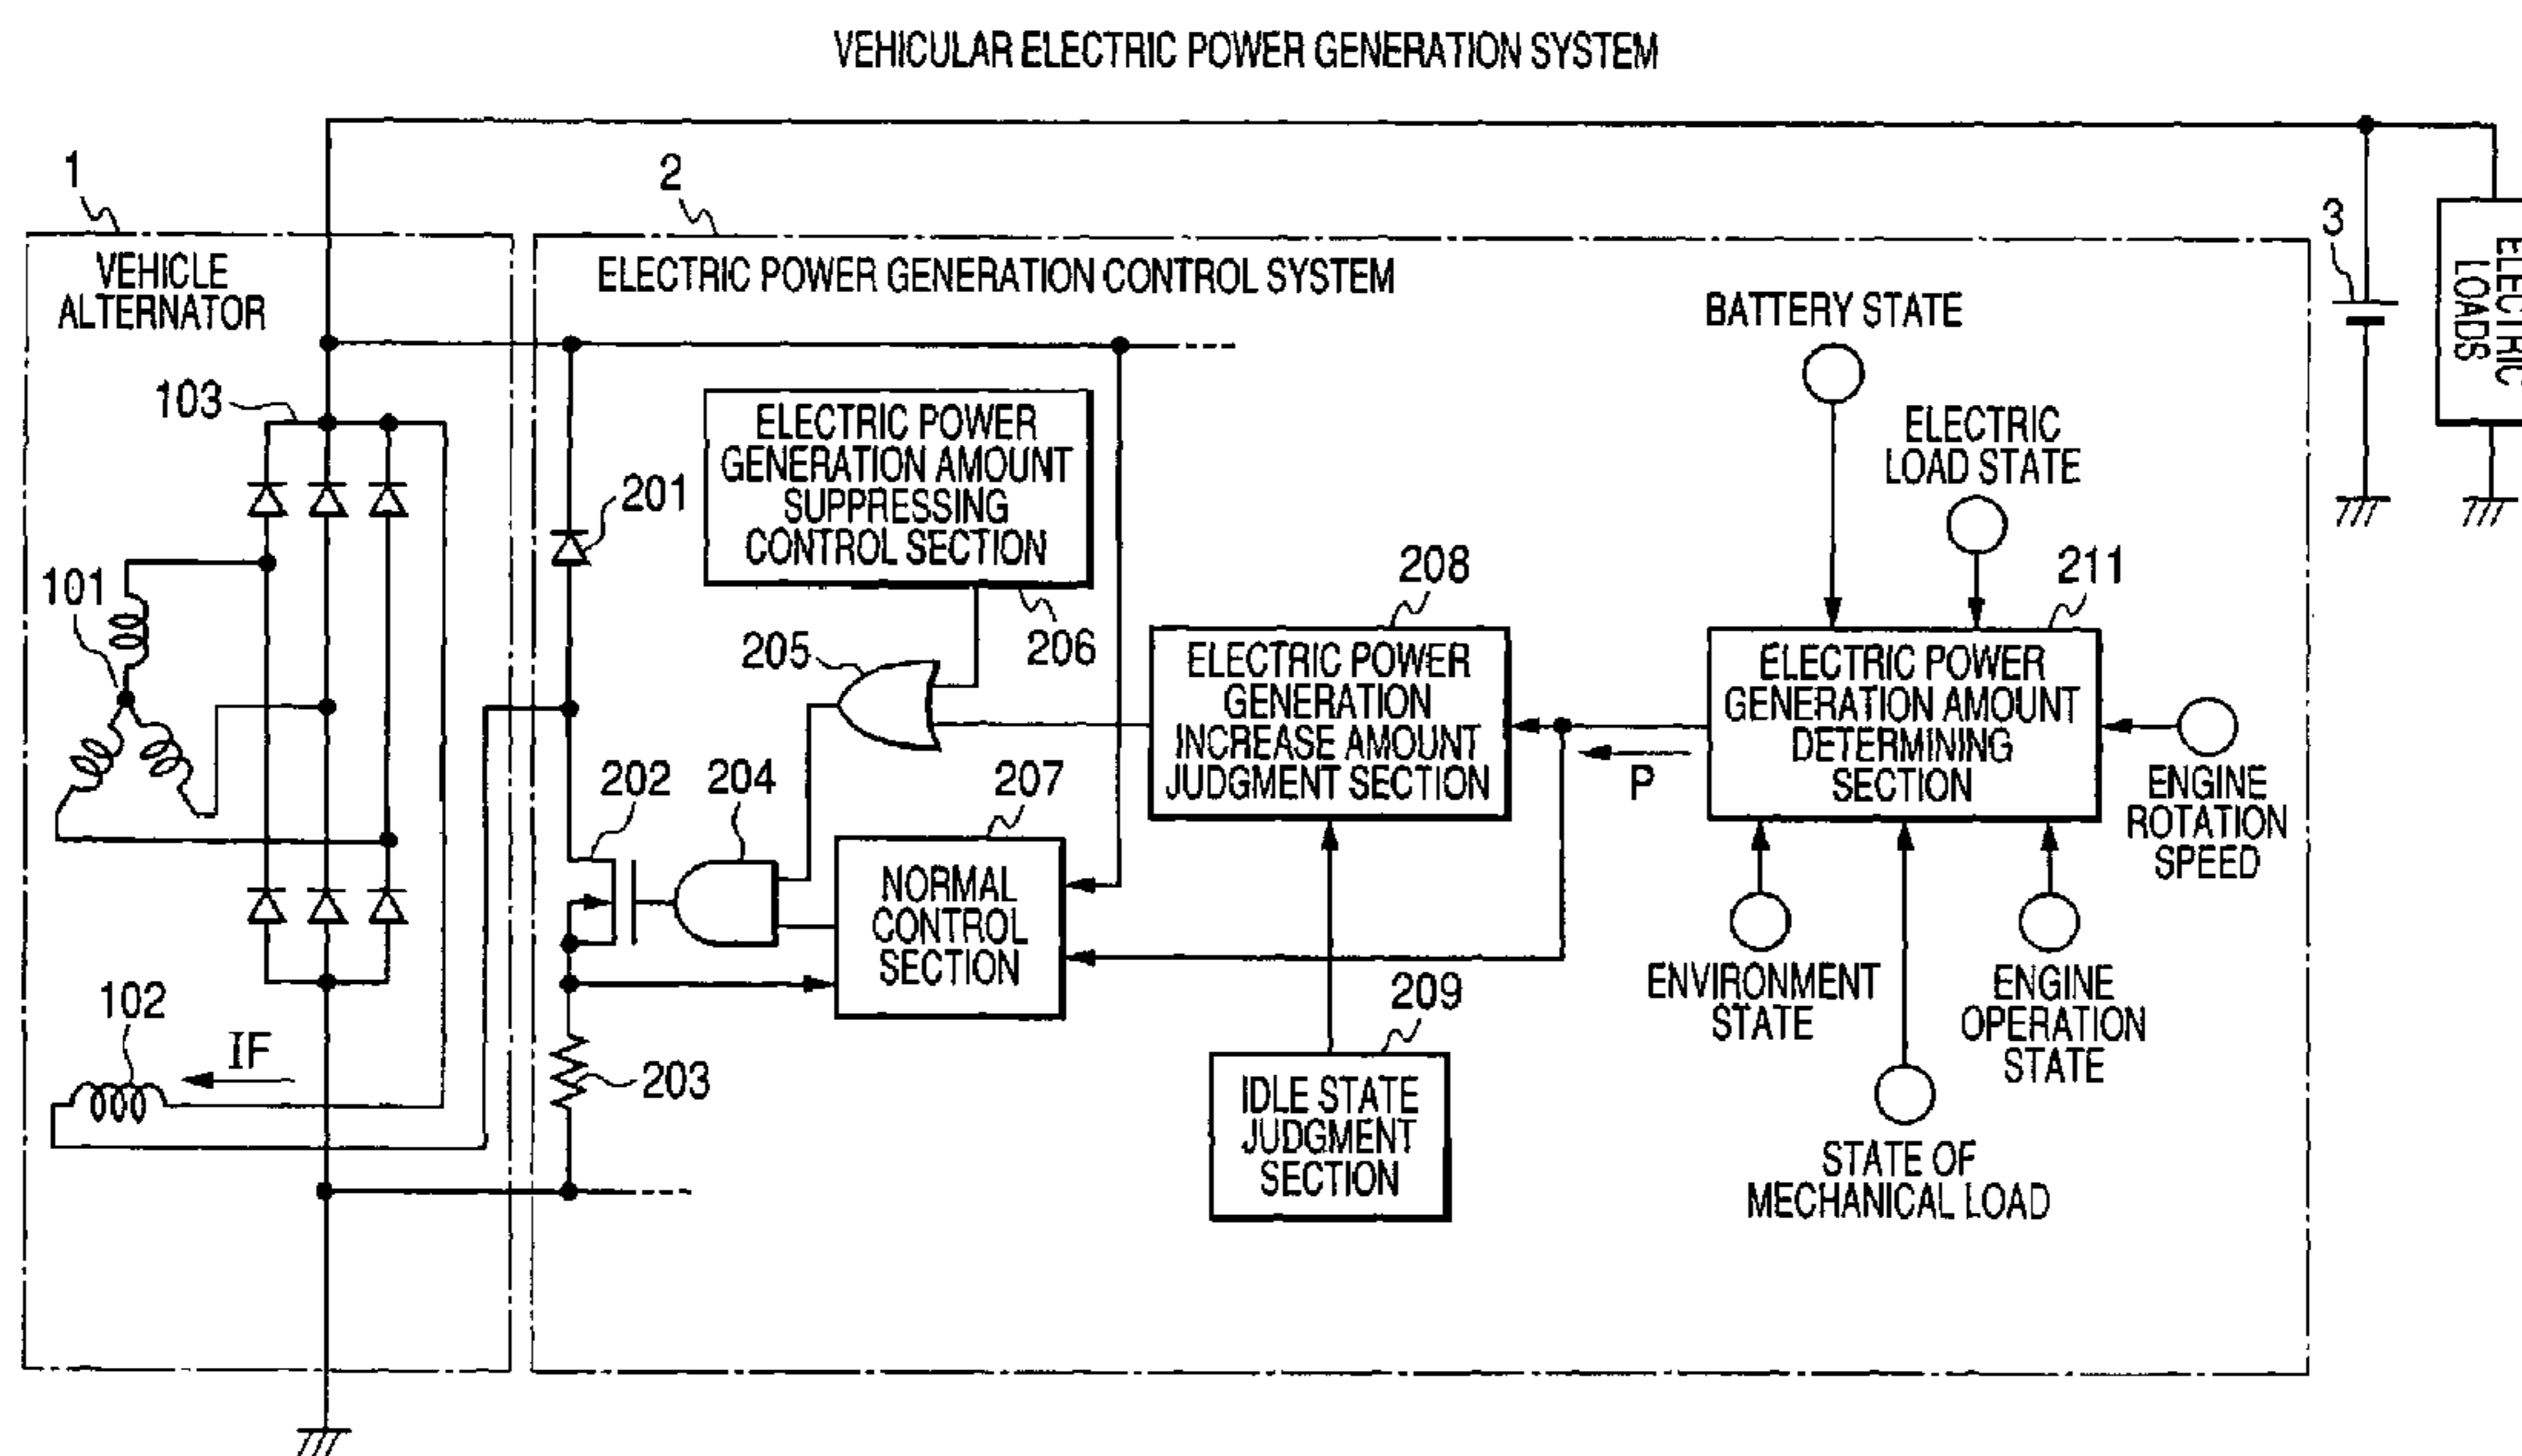 VEHICULAR ELECTRIC POWER GENERATION SYSTEM
1
2
3
VEHICLE
ALTERNATOR
ELECTRIC POWER GENERATION CONTROL SYSTEM
ELECTRIC
LOADS
BATTERY STATE
ELECTRIC
LOAD STATE
103
ELECTRIC POWER
GENERATION AMOUNT
SUPPRESSING
CONTROL SECTION
201
101
205
206
208
211
ELECTRIC POWER
GENERATION
INCREASE AMOUNT
JUDGMENT SECTION
ELECTRIC POWER
GENERATION AMOUNT
DETERMINING
SECTION
P
ENGINE
ROTATION
SPEED
202
204
207
NORMAL
CONTROL
SECTION
ENVIRONMENT
STATE
ENGINE
OPERATION
STATE
102
IF
203
209
IDLE STATE
JUDGMENT
SECTION
STATE OF
MECHANICAL LOAD